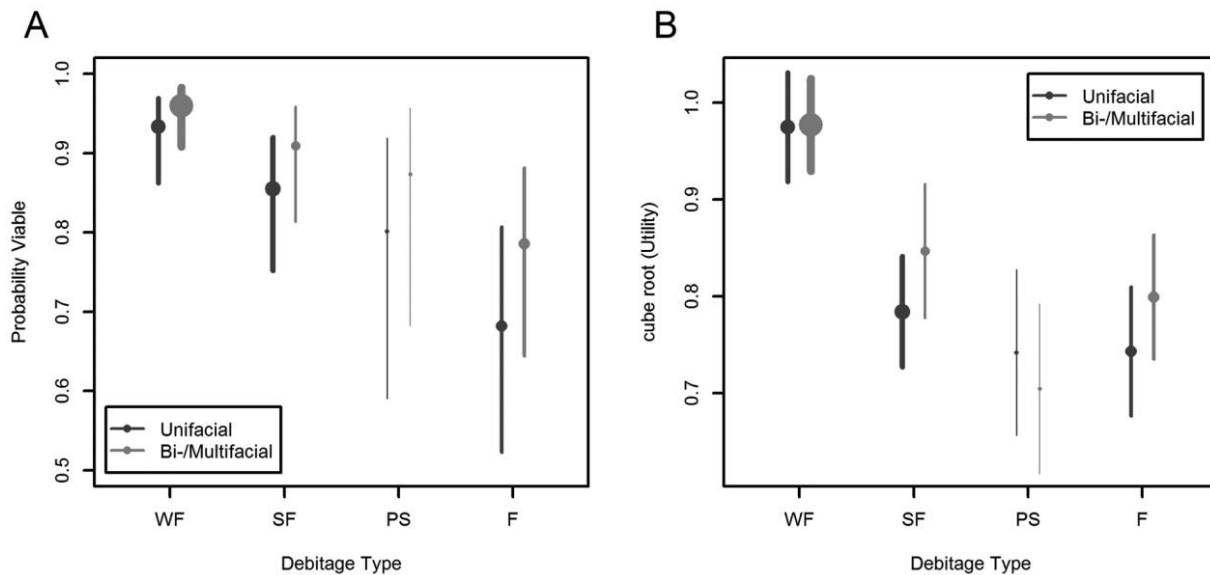 A
Probability Viable
1.0
0.9
0.8
0.7
0.6
0.5
Unifacial
Bi-/Multifacial
WF SF PS F
Debitage Type
B
cube root (Utility)
1.0
0.9
0.8
0.7
Unifacial
Bi-/Multifacial
WF SF PS F
Debitage Type